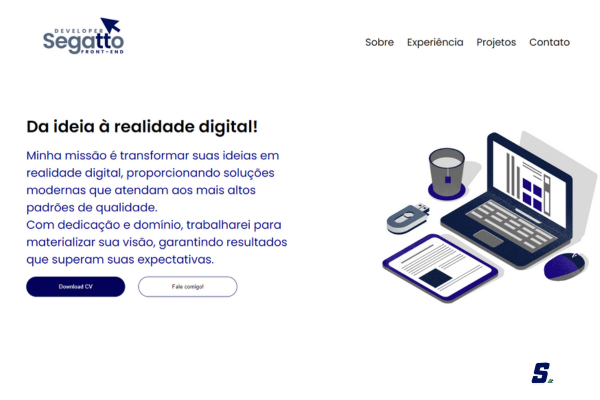 DEVELOPER
Segatto
FRONT-END
Sobre Experiência Projetos Contato
Da ideia à realidade digital!
Minha missão é transformar suas ideias em
realidade digital, proporcionando soluções
modernas que atendam aos mais altos
padrões de qualidade.
Com dedicação e domínio, trabalharei para
materializar sua visão, garantindo resultados
que superam suas expectativas.
Download CV Fale comigo!
S